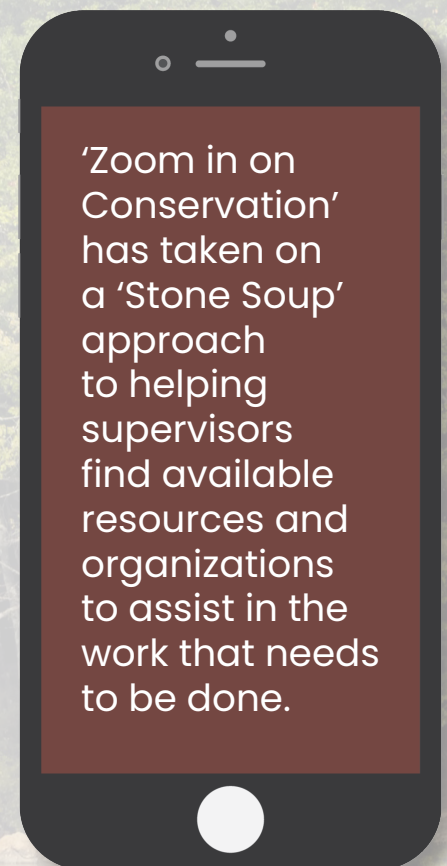 ‘Zoom in on
Conservation’
has taken on
a ‘Stone Soup’
approach
to helping
supervisors
find available
resources and
organizations
to assist in the
work that needs
to be done.